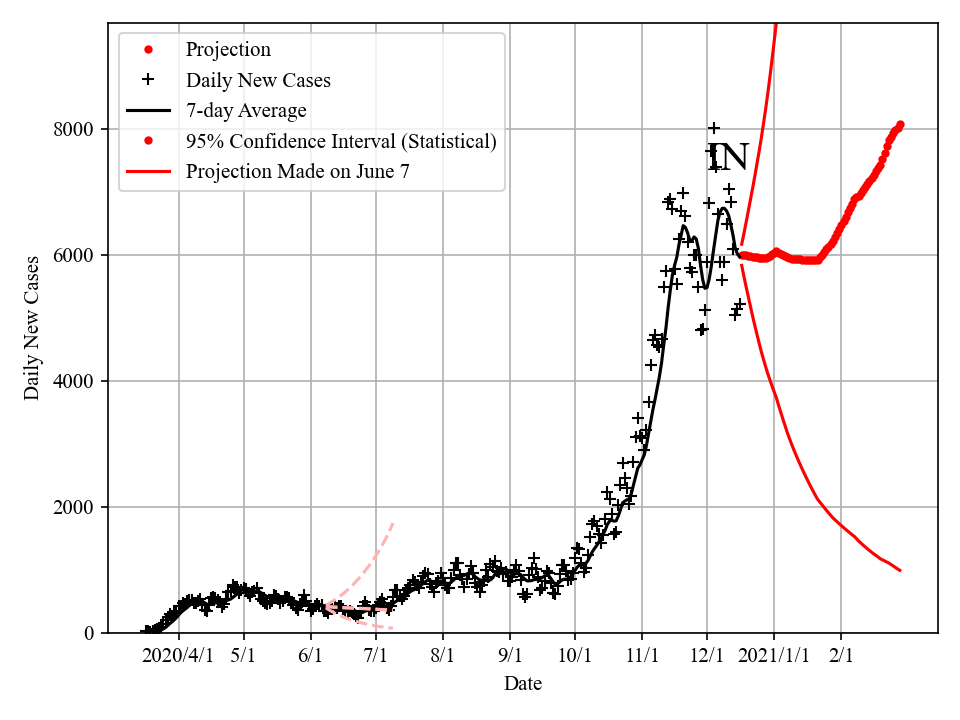 Projection
Daily New Cases
7-day Average
95% Confidence Interval (Statistical)
Projection Made on June 7
IN
8000
6000
4000
2000
0
Daily New Cases
2020/4/1 5/1 6/1 7/1 8/1 9/1 10/1 11/1 12/1 2021/1/1 2/1
Date